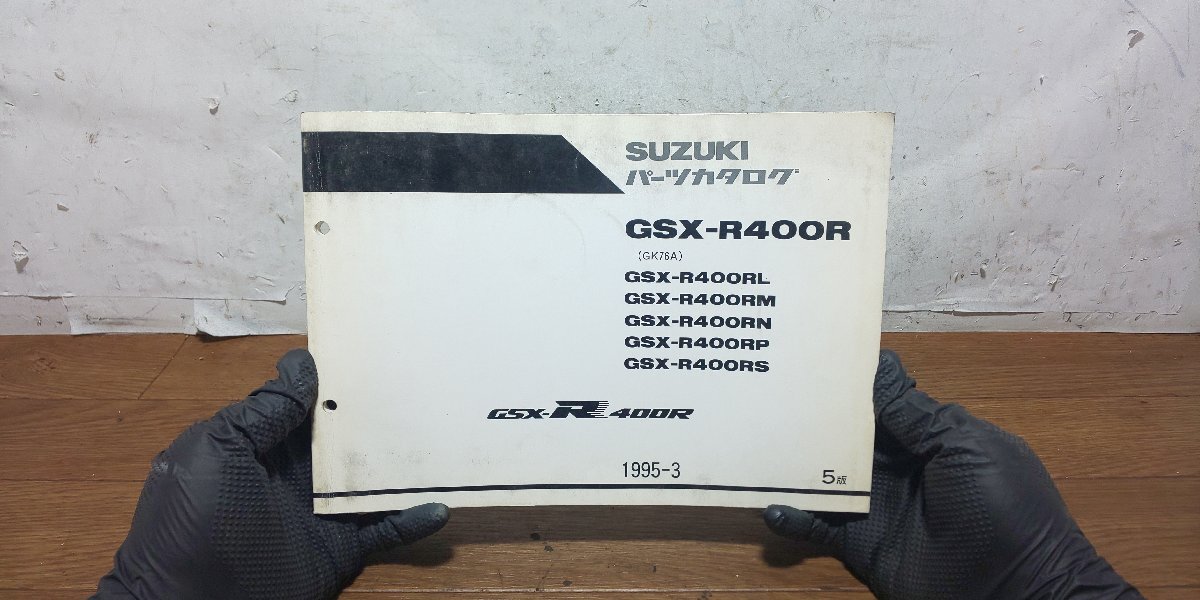 SUZUKI
パーツカタログ
GSX-R400R
(GK76A)
GSX-R400RL
GSX-R400RM
GSX-R400RN
GSX-R400RP
GSX-R400RS
GSX-R 400R
1995-3
5版